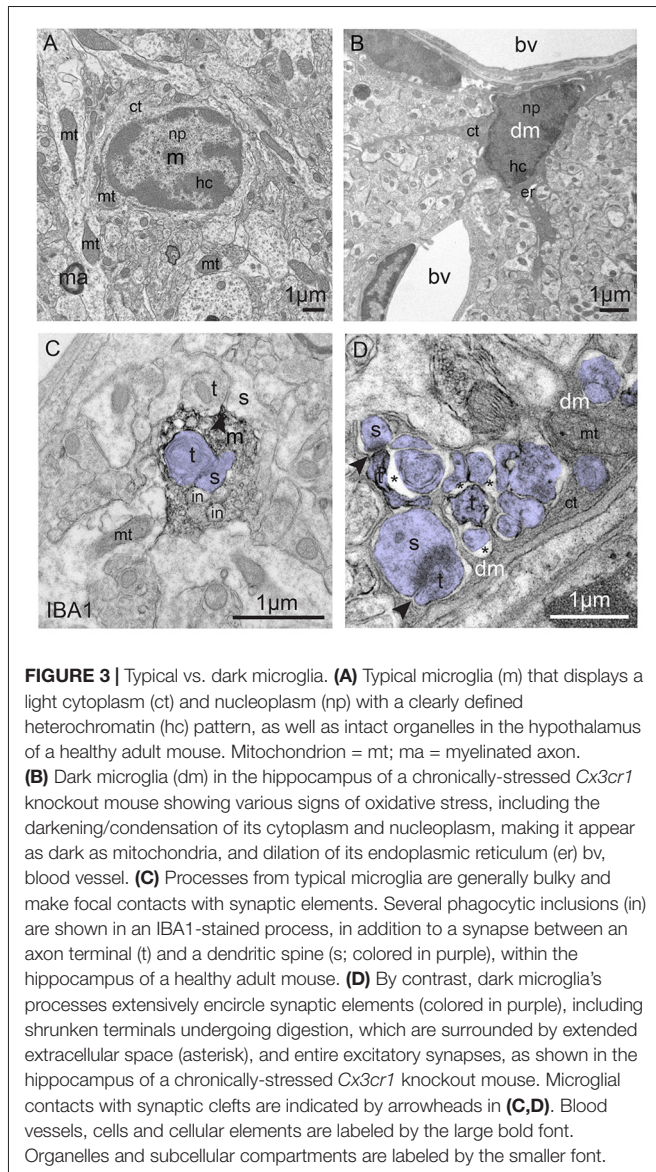 A
ct
mt
np
m
hc
mt
mt
mt
ma
1µm
B
bv
np
dm
ct
hc
er
bv
1µm
C
t
s
m
t
s
in
in
mt
IBA1
1µm
D
dm
s
mt
t
*
*
*
t
ct
s
*
dm
t
1µm
FIGURE 3 | Typical vs. dark microglia. (A) Typical microglia (m) that displays a
light cytoplasm (ct) and nucleoplasm (np) with a clearly defined
heterochromatin (hc) pattern, as well as intact organelles in the hypothalamus
of a healthy adult mouse. Mitochondrion = mt; ma = myelinated axon.
(B) Dark microglia (dm) in the hippocampus of a chronically-stressed Cx3cr1
knockout mouse showing various signs of oxidative stress, including the
darkening/condensation of its cytoplasm and nucleoplasm, making it appear
as dark as mitochondria, and dilation of its endoplasmic reticulum (er) bv,
blood vessel. (C) Processes from typical microglia are generally bulky and
make focal contacts with synaptic elements. Several phagocytic inclusions (in)
are shown in an IBA1-stained process, in addition to a synapse between an
axon terminal (t) and a dendritic spine (s; colored in purple), within the
hippocampus of a healthy adult mouse. (D) By contrast, dark microglia's
processes extensively encircle synaptic elements (colored in purple), including
shrunken terminals undergoing digestion, which are surrounded by extended
extracellular space (asterisk), and entire excitatory synapses, as shown in the
hippocampus of a chronically-stressed Cx3cr1 knockout mouse. Microglial
contacts with synaptic clefts are indicated by arrowheads in (C,D). Blood
vessels, cells and cellular elements are labeled by the large bold font.
Organelles and subcellular compartments are labeled by the smaller font.